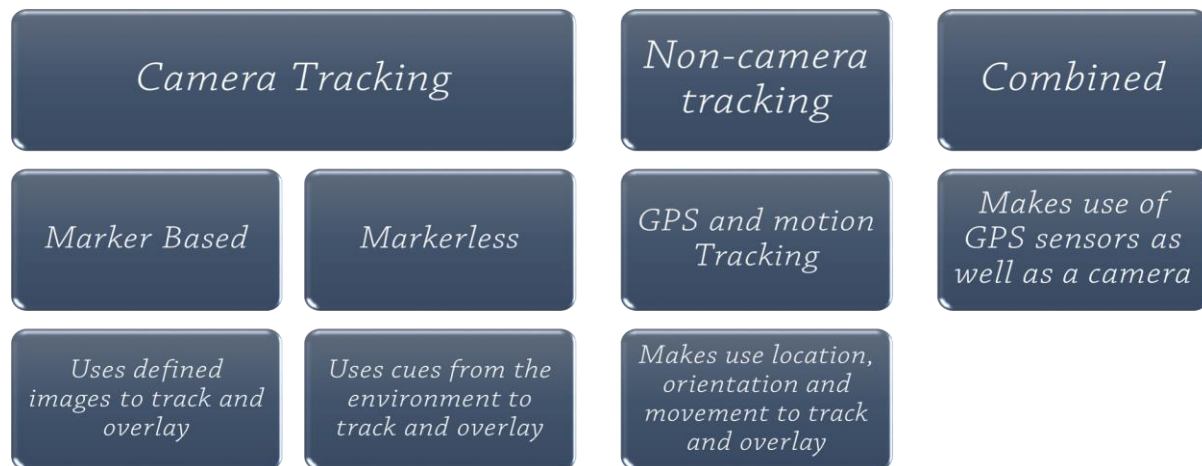 Camera Tracking
Non-camera
tracking
Combined
Marker Based
Markerless
GPS and motion
Tracking
Makes use of
GPS sensors as
well as a camera
Uses defined
images to track and
overlay
Uses cues from the
environment to
track and overlay
Makes use location,
orientation and
movement to track
and overlay